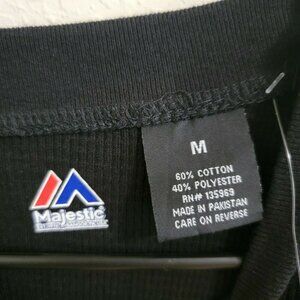 Majestic
M
60% COTTON
40% POLYESTER
RN# 135969
MADE IN PAKISTAN
CARE ON REVERSE